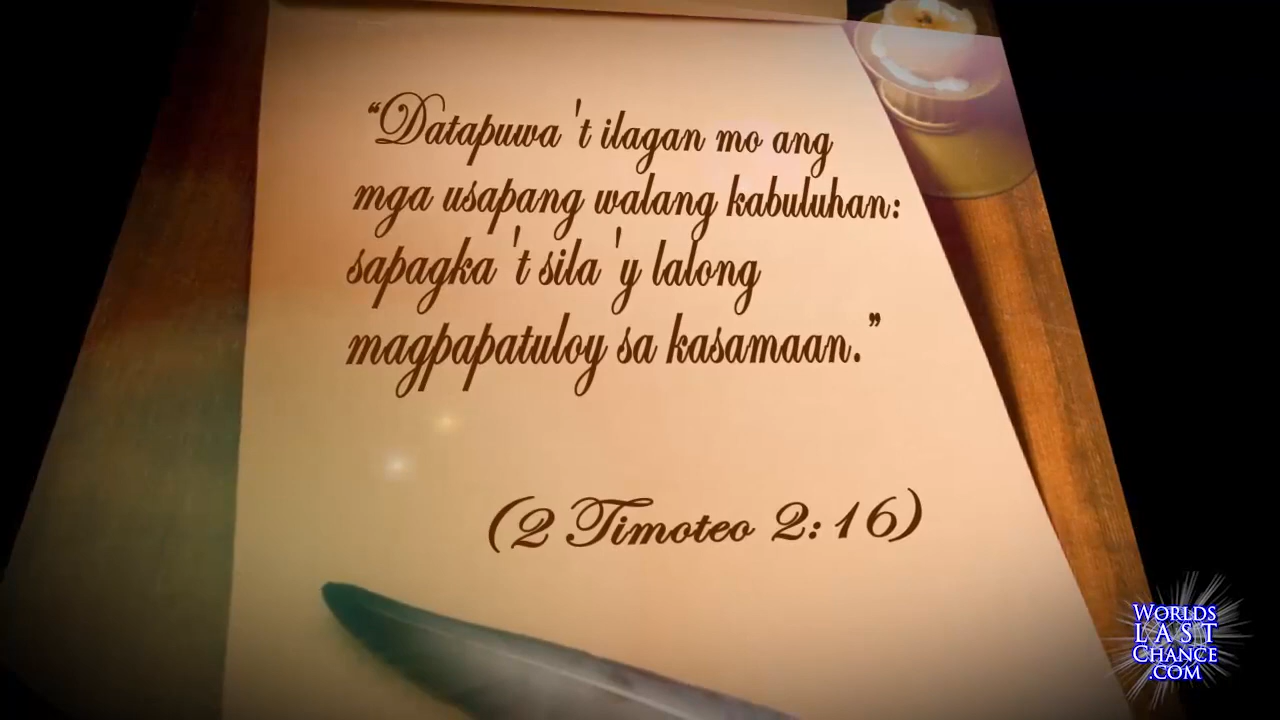 “Datapuwa 't ilagan mo ang
mga usapang walang kabuluhan:
sapagka 't sila 'y lalong
magpapatuloy sa kasamaan.”
(2 Timoteo 2:16)
WORLDS
LAST
CHANCE
.COM